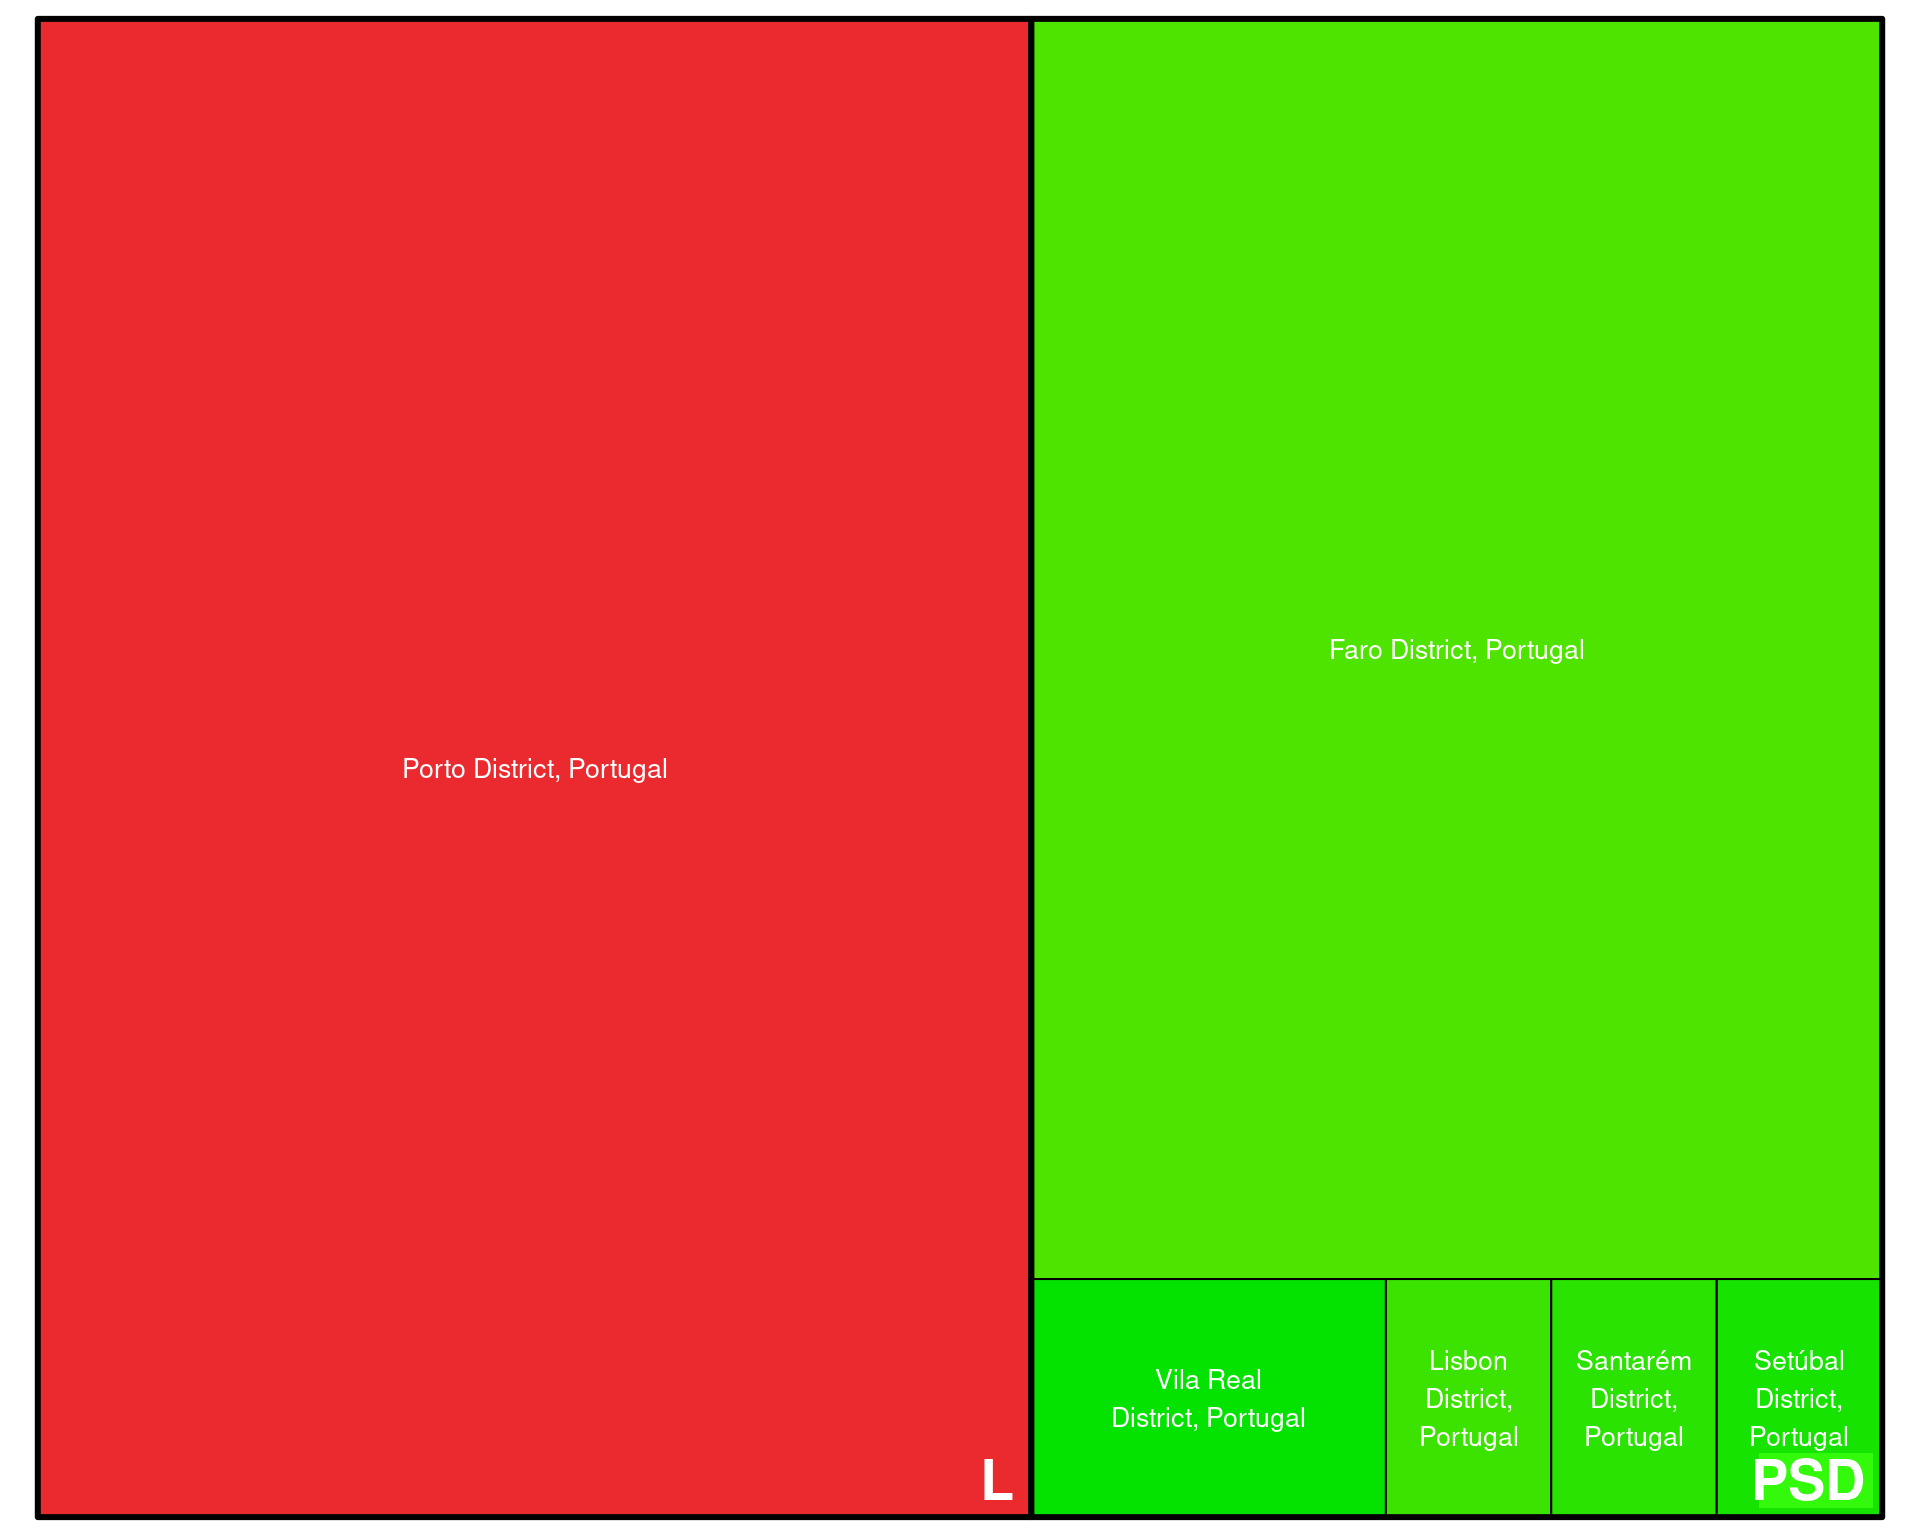 Porto District, Portugal
L
Faro District, Portugal
Vila Real
District, Portugal
Lisbon
District,
Portugal
Santarém
District,
Portugal
Setúbal
District,
Portugal
PSD